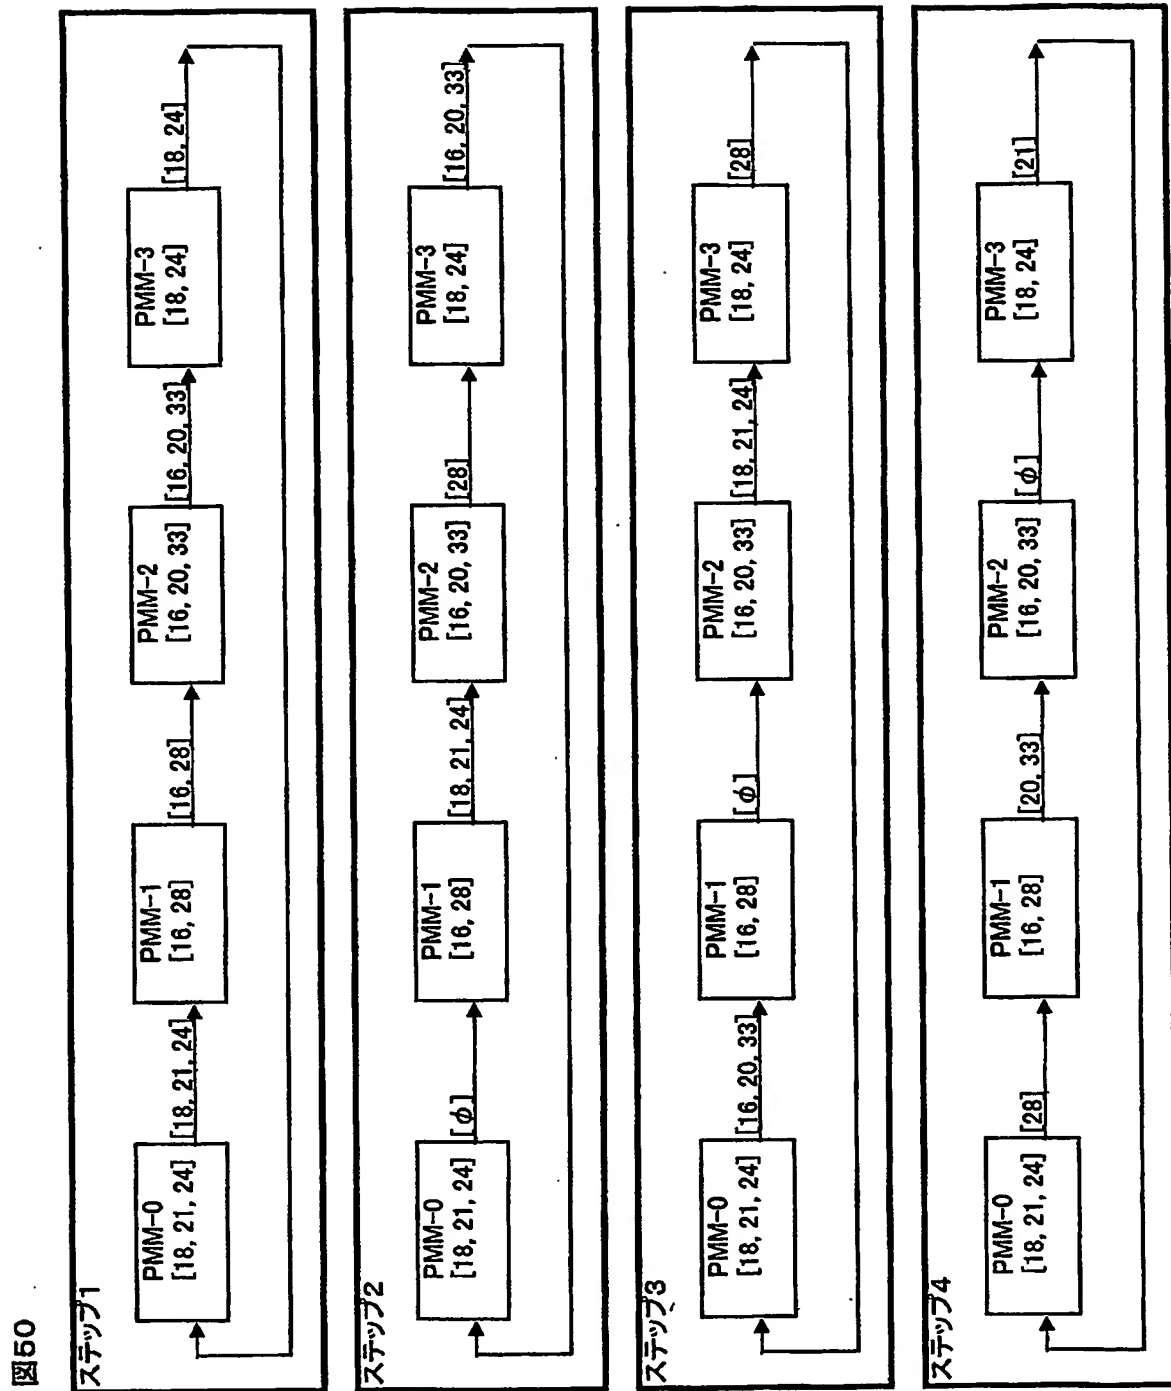 図50
ステップ1
PMM-0
[18, 21, 24]
[18, 21, 24]
PMM-1
[16, 28]
[16, 28]
PMM-2
[16, 20, 33]
[16, 20, 33]
PMM-3
[18, 24]
[18, 24]
ステップ2
PMM-0
[18, 21, 24]
[φ]
PMM-1
[16, 28]
[18, 21, 24]
PMM-2
[16, 20, 33]
[28]
PMM-3
[18, 24]
[16, 20, 33]
ステップ3
PMM-0
[18, 21, 24]
[16, 20, 33]
PMM-1
[16, 28]
[φ]
PMM-2
[16, 20, 33]
[18, 21, 24]
PMM-3
[18, 24]
[28]
ステップ4
PMM-0
[18, 21, 24]
[28]
PMM-1
[16, 28]
[20, 33]
PMM-2
[16, 20, 33]
[φ]
PMM-3
[18, 24]
[21]